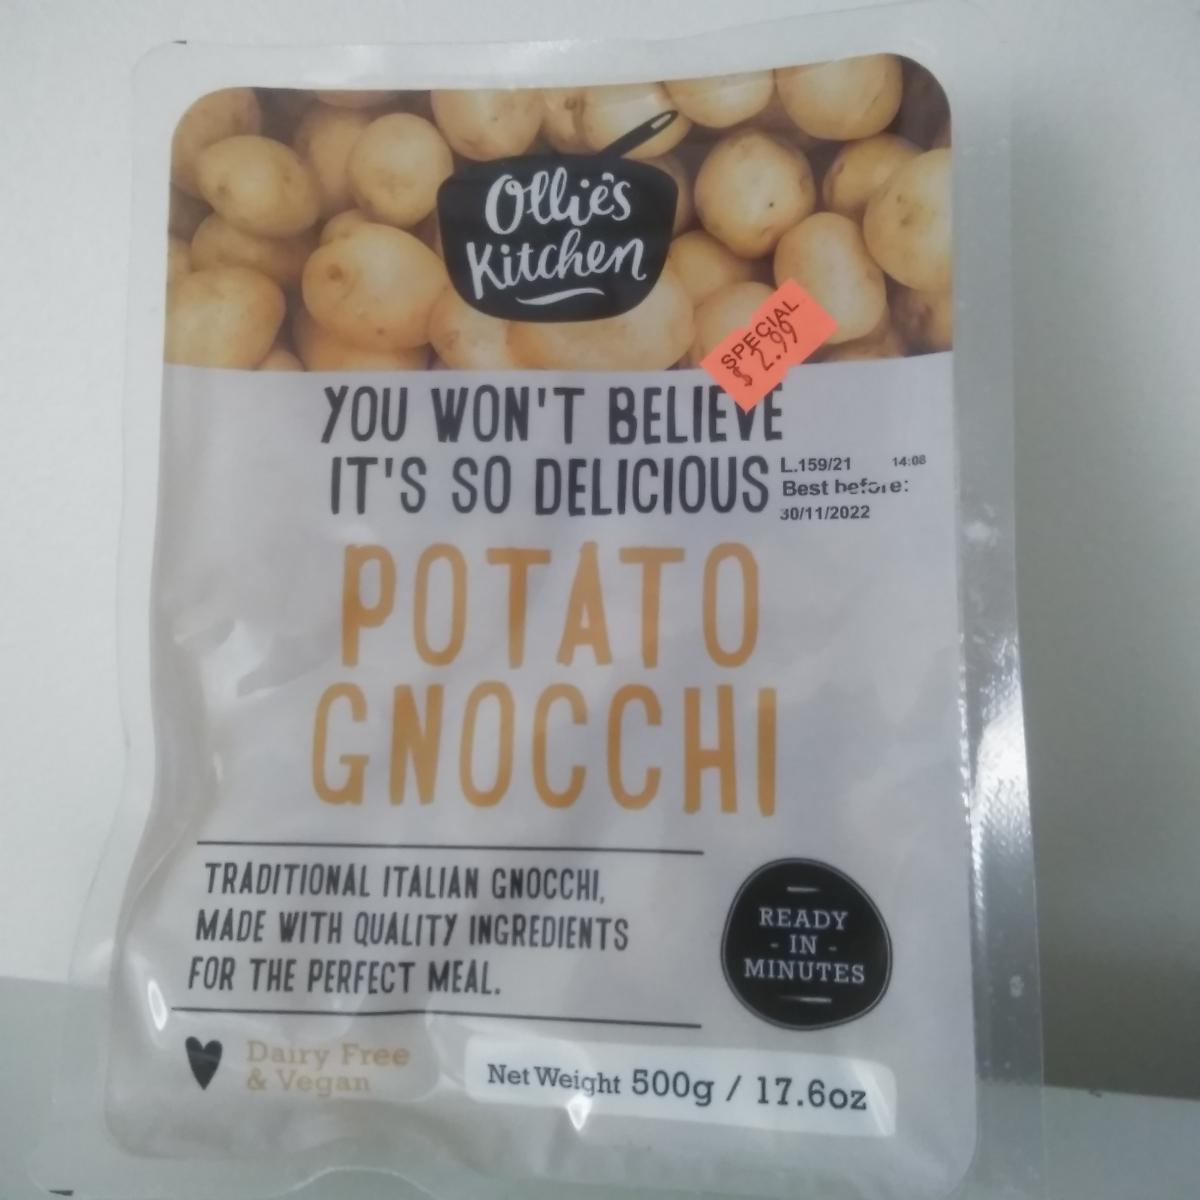 Ollie's
Kitchen
SPECIAL
$ 2.99
YOU WON'T BELIEVE
IT'S SO DELICIOUS
L.159/21 14:08
Best before:
30/11/2022
POTATO
GNOCCHI
TRADITIONAL ITALIAN GNOCCHI,
MADE WITH QUALITY INGREDIENTS
FOR THE PERFECT MEAL.
READY
- IN -
MINUTES
Dairy Free
& Vegan
Net Weight 500g / 17.6oz